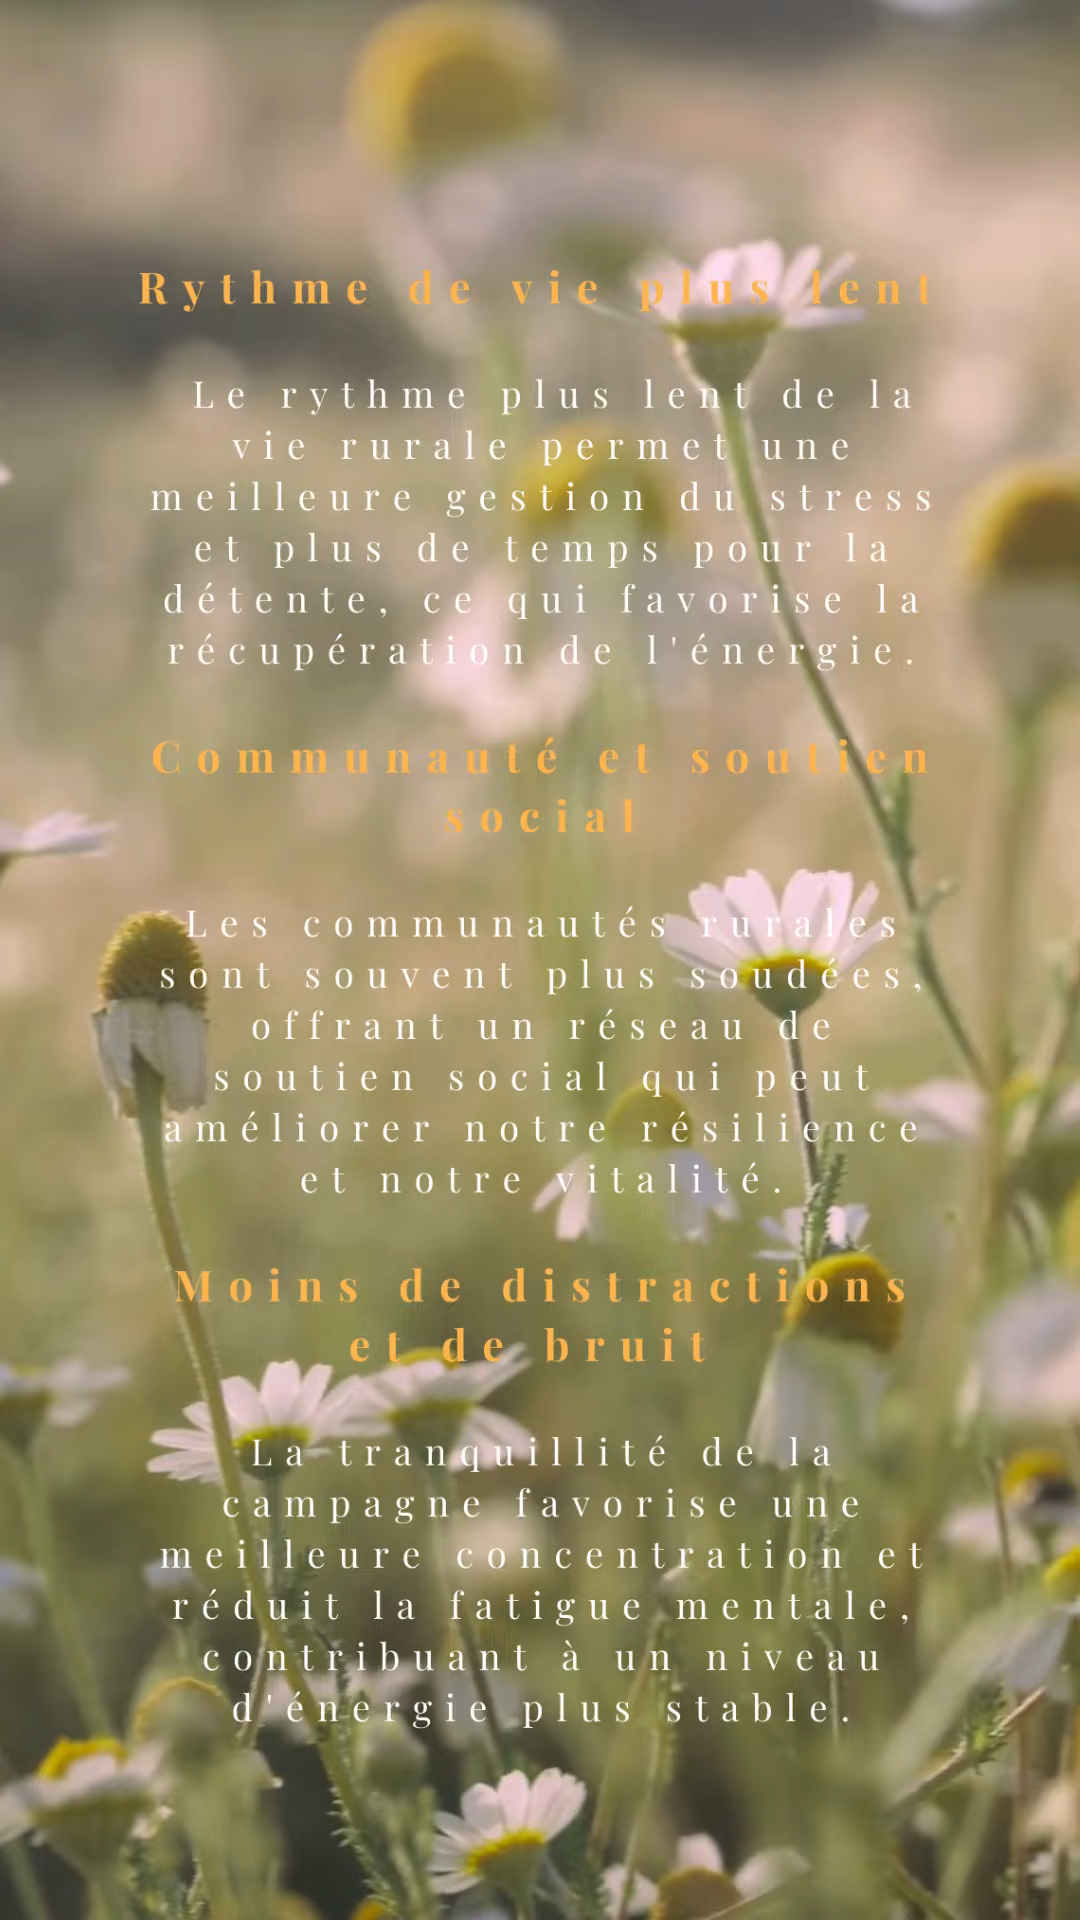 Rythme de vie plus lent
Le rythme plus lent de la
vie rurale permet une
meilleure gestion du stress
et plus de temps pour la
détente, ce qui favorise la
récupération de l'énergie.
Communauté et soutien
social
Les communautés rurales
sont souvent plus soudées,
offrant un réseau de
soutien social qui peut
améliorer notre résilience
et notre vitalité.
Moins de distractions
et de bruit
La tranquillité de la
campagne favorise une
meilleure concentration et
réduit la fatigue mentale,
contribuant à un niveau
d'énergie plus stable.